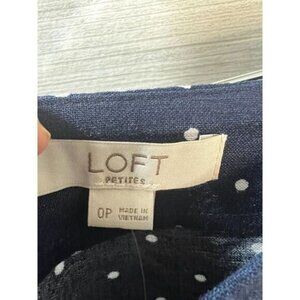 LOFT
PETITES
0P MADE IN
VIETNAM